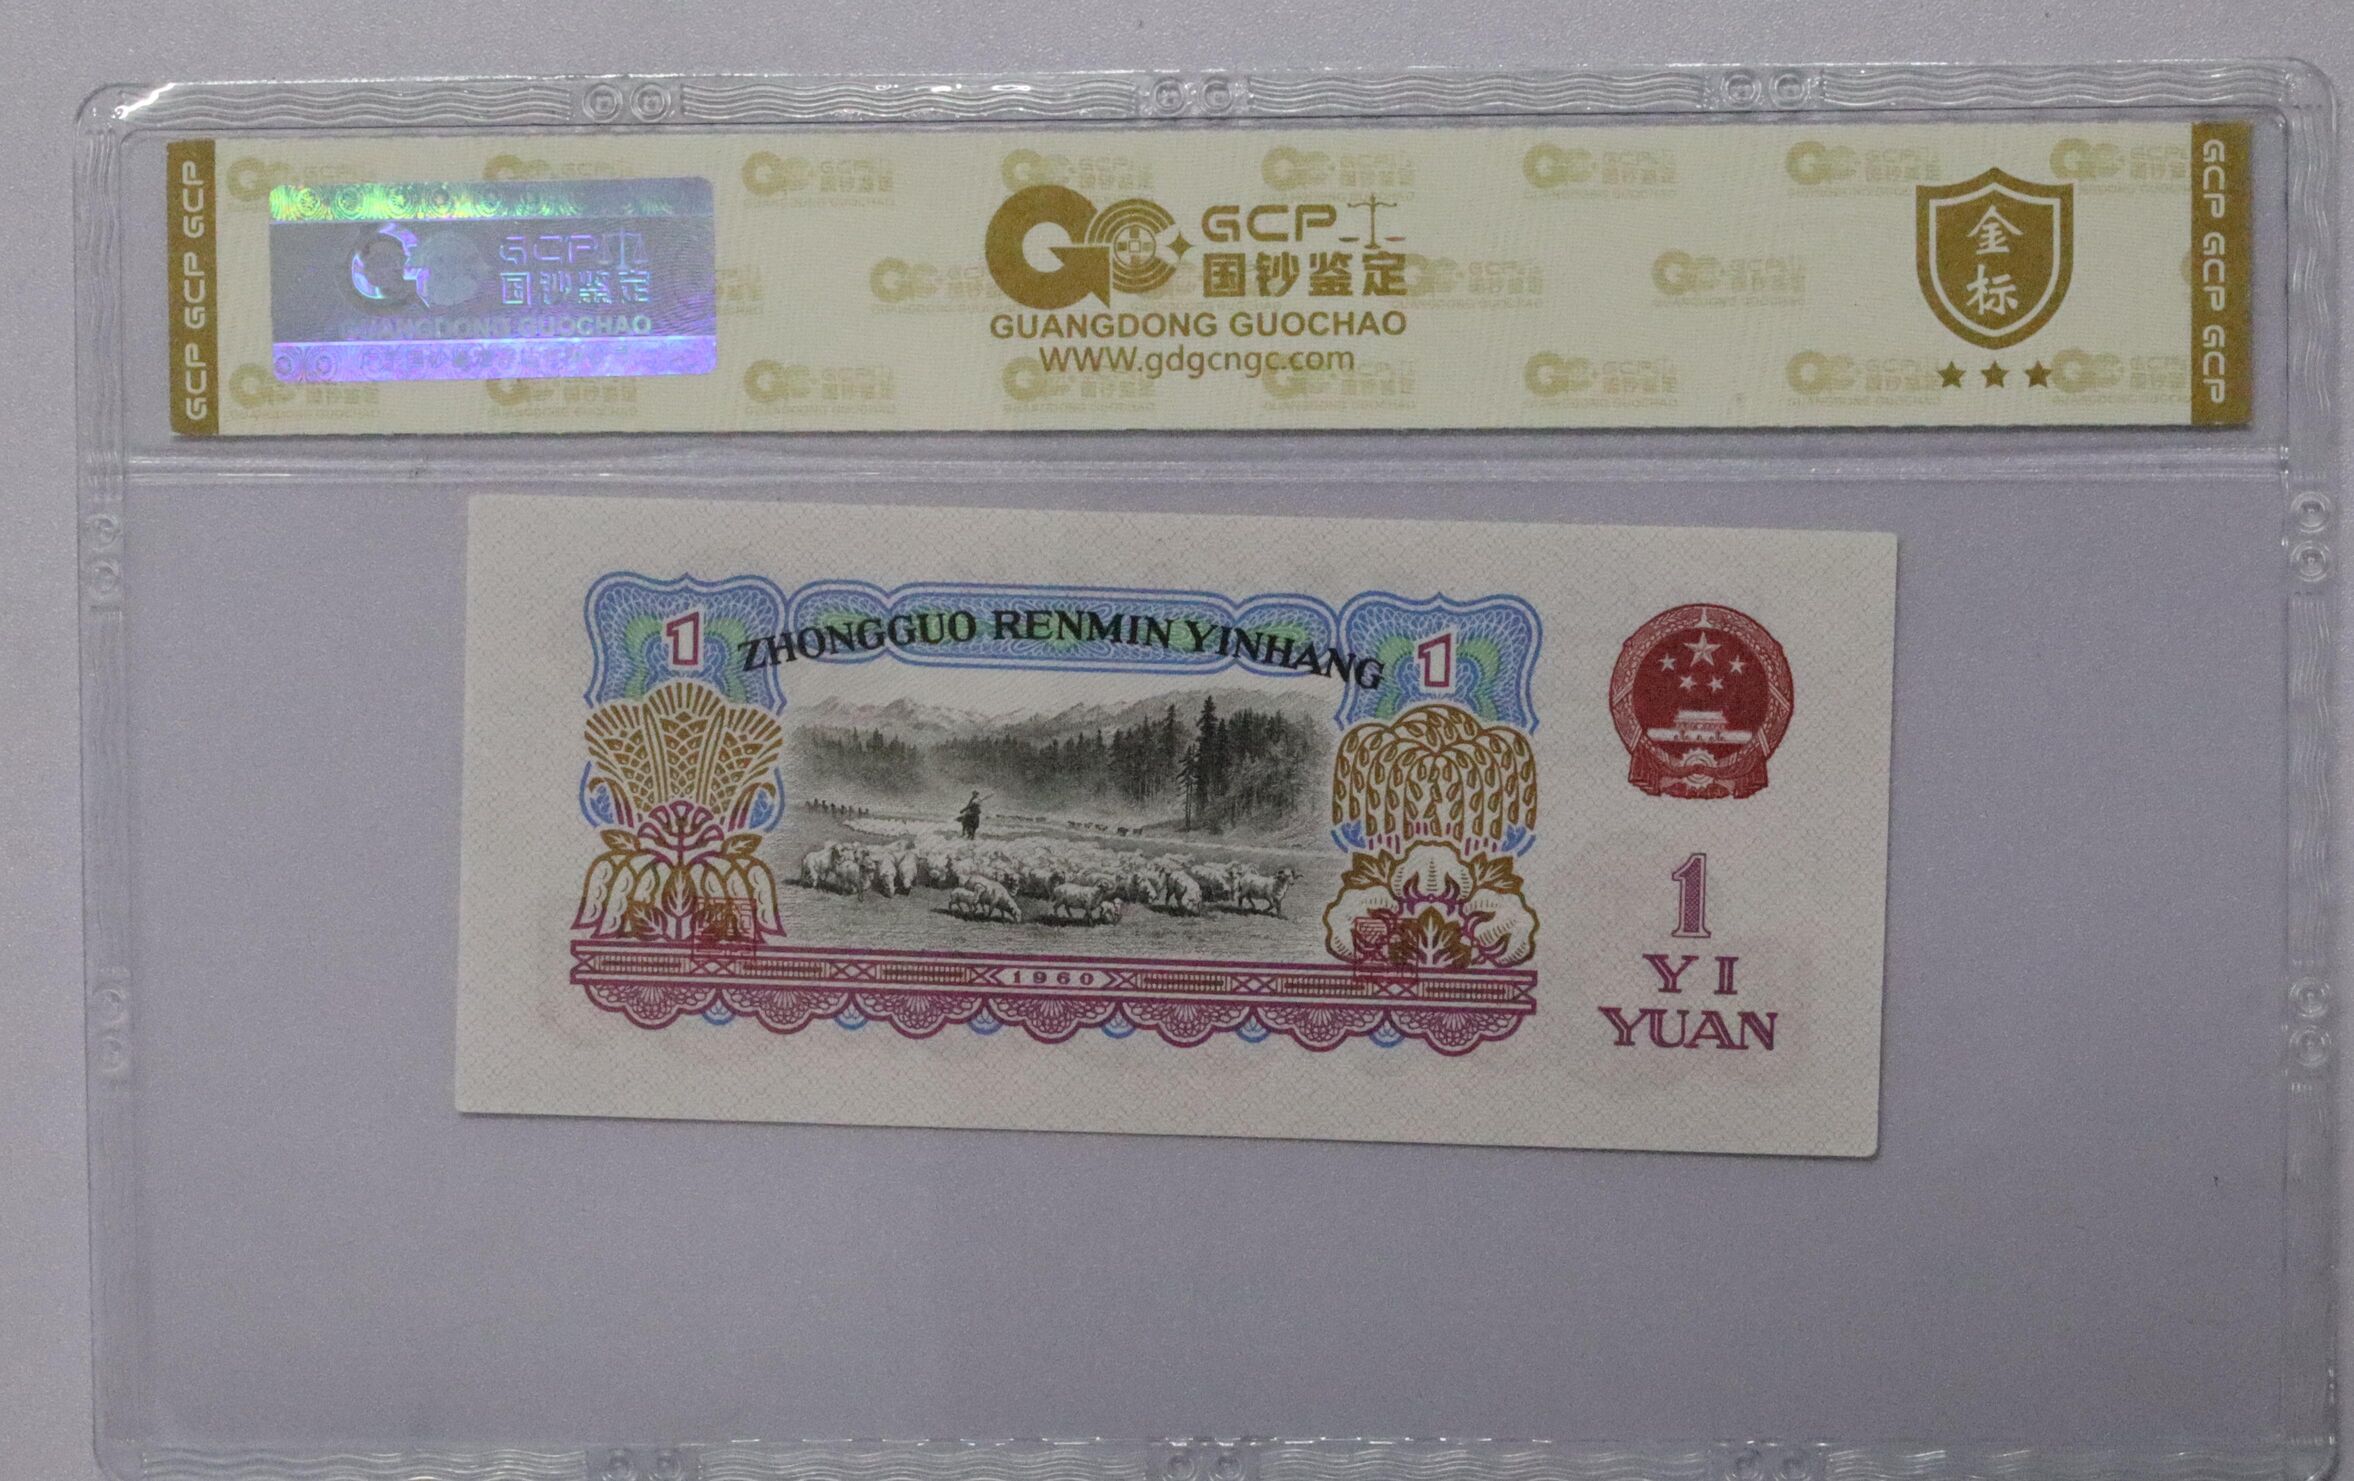 GCP GCP GCP
GCP
国钞鉴定
GUANGDONG GUOCHAO
GCP
国钞鉴定
GUANGDONG GUOCHAO
WWW.gdgcngc.com
金标
GCP GCP GCP
1
ZHONGGUO RENMIN YINHANG
1
1960
1
YI
YUAN